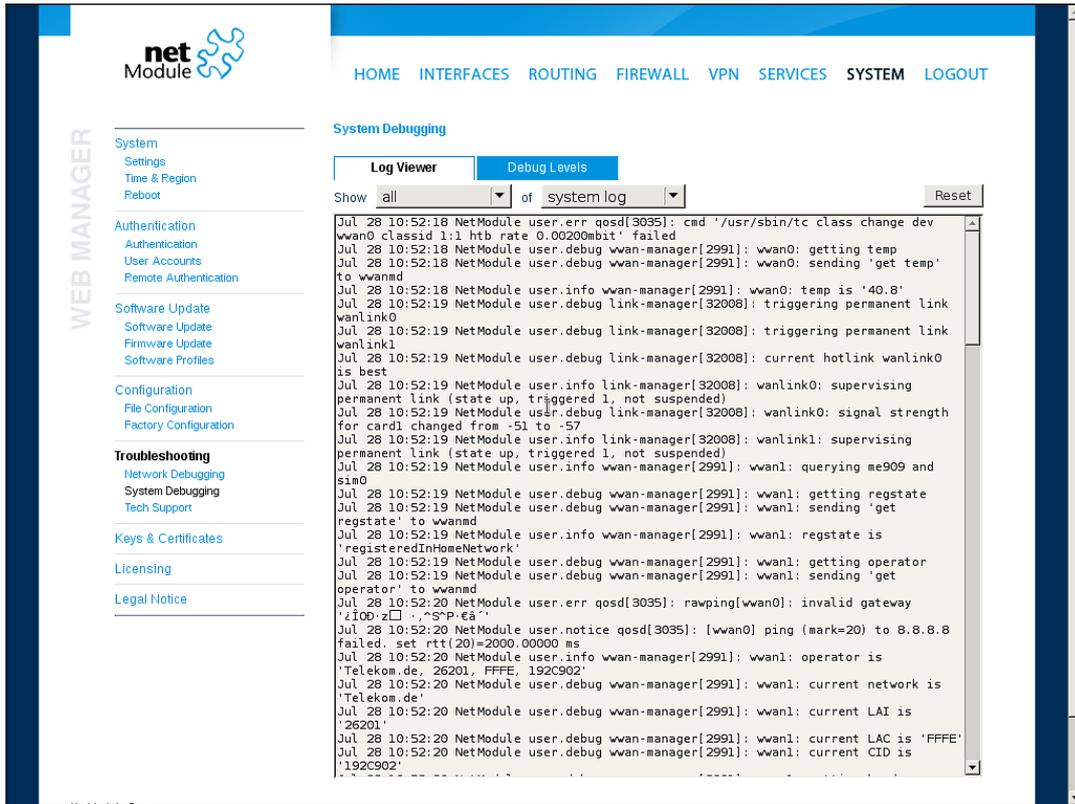 net
Module
HOME INTERFACES ROUTING FIREWALL VPN SERVICES SYSTEM LOGOUT
WEB MANAGER
System
Settings
Time & Region
Reboot
Authentication
Authentication
User Accounts
Remote Authentication
Software Update
Software Update
Firmware Update
Software Profiles
Configuration
File Configuration
Factory Configuration
Troubleshooting
Network Debugging
System Debugging
Tech Support
Keys & Certificates
Licensing
Legal Notice
System Debugging
Log Viewer Debug Levels
Show all of system log Reset
Jul 28 10:52:18 NetModule user.err qosd[3035]: cmd '/usr/sbin/tc class change dev
wwan0 classid 1:1 htb rate 0.00200mbit' failed
Jul 28 10:52:18 NetModule user.debug wwan-manager[2991]: wwan0: getting temp
Jul 28 10:52:18 NetModule user.debug wwan-manager[2991]: wwan0: sending 'get temp'
to wwanmd
Jul 28 10:52:18 NetModule user.info wwan-manager[2991]: wwan0: temp is '40.8'
Jul 28 10:52:19 NetModule user.debug link-manager[32008]: triggering permanent link
wanlink0
Jul 28 10:52:19 NetModule user.debug link-manager[32008]: triggering permanent link
wanlink1
Jul 28 10:52:19 NetModule user.debug link-manager[32008]: current hotlink wanlink0
is best
Jul 28 10:52:19 NetModule user.info link-manager[32008]: wanlink0: supervising
permanent link (state up, triggered 1, not suspended)
Jul 28 10:52:19 NetModule user.debug link-manager[32008]: wanlink0: signal strength
for card1 changed from -51 to -57
Jul 28 10:52:19 NetModule user.info link-manager[32008]: wanlink1: supervising
permanent link (state up, triggered 1, not suspended)
Jul 28 10:52:19 NetModule user.info wwan-manager[2991]: wwan1: querying me909 and
sim0
Jul 28 10:52:19 NetModule user.debug wwan-manager[2991]: wwan1: getting regstate
Jul 28 10:52:19 NetModule user.debug wwan-manager[2991]: wwan1: sending 'get
regstate' to wwanmd
Jul 28 10:52:19 NetModule user.info wwan-manager[2991]: wwan1: regstate is
'registeredInHomeNetwork'
Jul 28 10:52:19 NetModule user.debug wwan-manager[2991]: wwan1: getting operator
Jul 28 10:52:19 NetModule user.debug wwan-manager[2991]: wwan1: sending 'get
operator' to wwanmd
Jul 28 10:52:20 NetModule user.err qosd[3035]: rawping[wwan0]: invalid gateway
Jul 28 10:52:20 NetModule user.notice qosd[3035]: [wwan0] ping (mark=20) to 8.8.8.8
failed. set rtt(20)=2000.00000 ms
Jul 28 10:52:20 NetModule user.info wwan-manager[2991]: wwan1: operator is
'Telekom.de, 26201, FFFE, 192C902'
Jul 28 10:52:20 NetModule user.debug wwan-manager[2991]: wwan1: current network is
'Telekom.de'
Jul 28 10:52:20 NetModule user.debug wwan-manager[2991]: wwan1: current LAI is
'26201'
Jul 28 10:52:20 NetModule user.debug wwan-manager[2991]: wwan1: current LAC is 'FFFE'
Jul 28 10:52:20 NetModule user.debug wwan-manager[2991]: wwan1: current CID is
'192C902'